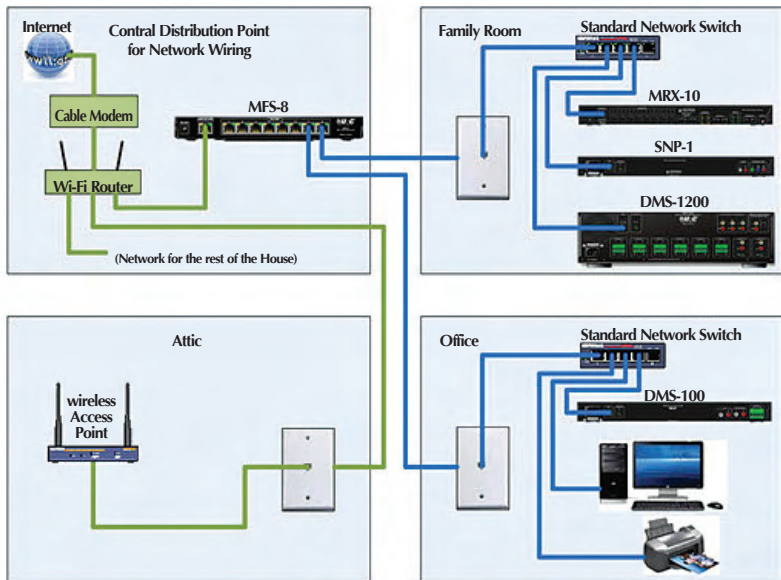 Internet
Contral Distribution Point
for Network Wiring
MFS-8
Cable Modem
Wi-Fi Router
(Network for the rest of the House)
Family Room
Standard Network Switch
MRX-10
SNP-1
DMS-1200
Attic
wireless
Access
Point
Office
Standard Network Switch
DMS-100